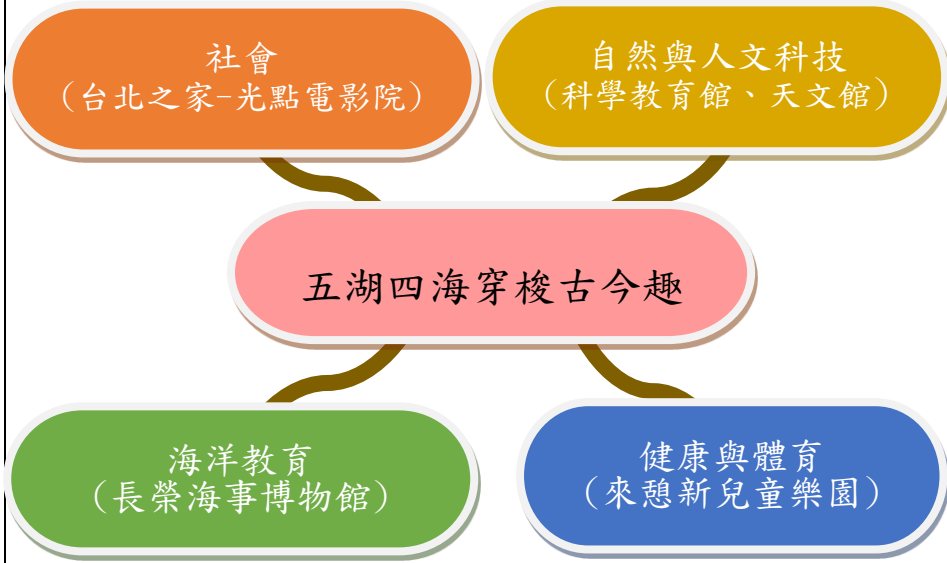 社會
（台北之家-光點電影院）
自然與人文科技
（科學教育館、天文館）
五湖四海穿梭古今趣
海洋教育
（長榮海事博物館）
健康與體育
（來憩新兒童樂園）